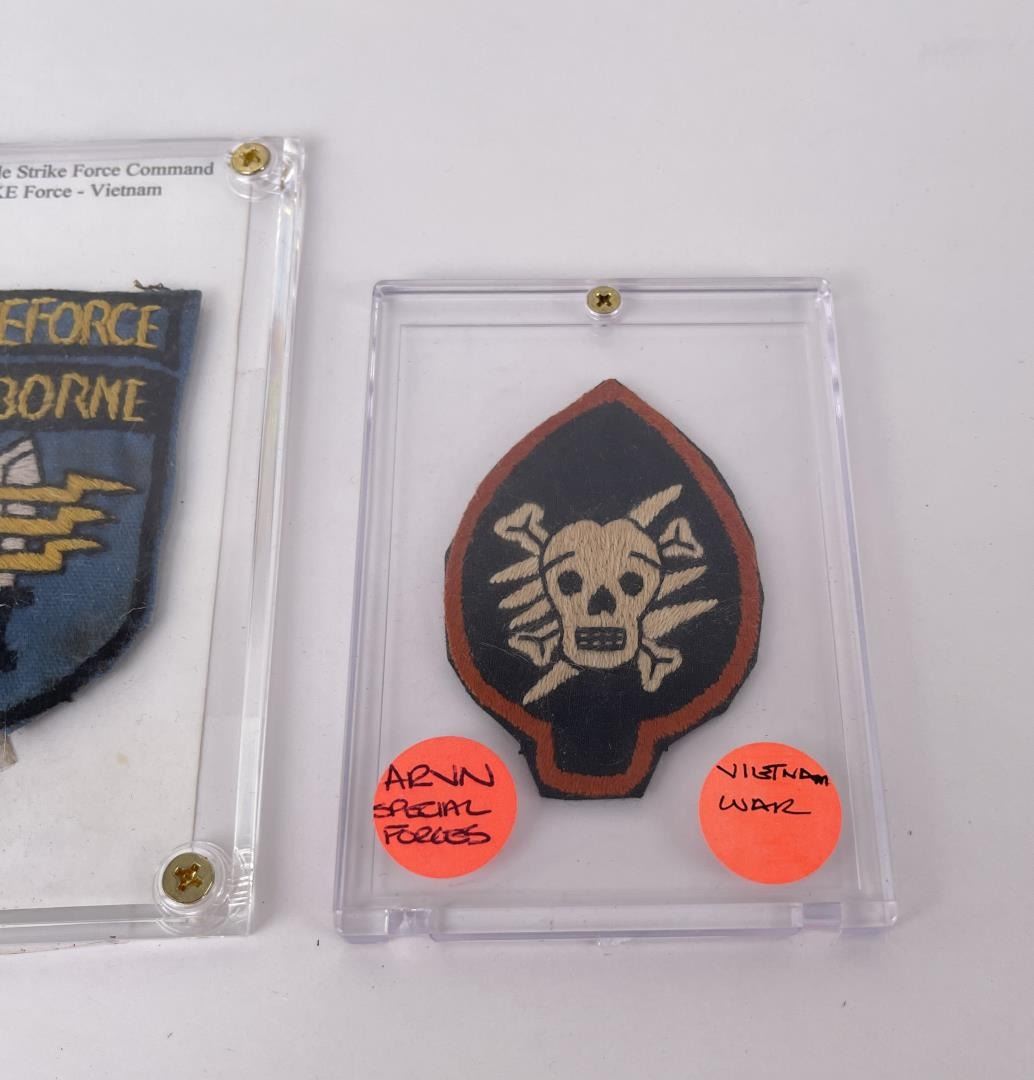 le Strike Force Command
KE Force - Vietnam
EFORCE
BORNE
ARVN
SPECIAL
FORCES
VIETNAM
WAR